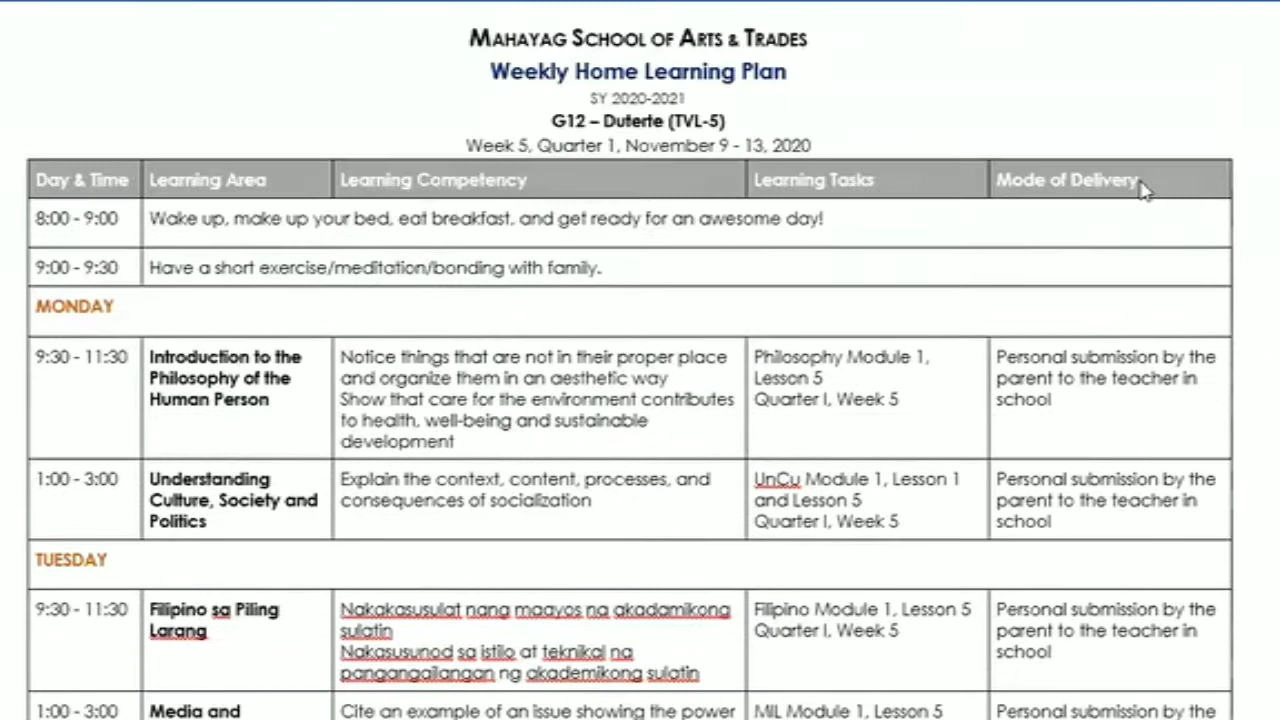 MAHAYAG SCHOOL OF ARTS & TRADES
Weekly Home Learning Plan
SY 2020-2021
G12 – Duterte (TVL-5)
Week 5, Quarter 1, November 9 - 13, 2020
Day & Time Learning Area Learning Competency Learning Tasks Mode of Delivery
8:00 - 9:00 Wake up, make up your bed, eat breakfast, and get ready for an awesome day!
9:00 - 9:30 Have a short exercise/meditation/bonding with family.
MONDAY
9:30 - 11:30
Introduction to the
Philosophy of the
Human Person
Notice things that are not in their proper place
and organize them in an aesthetic way
Show that care for the environment contributes
to health, well-being and sustainable
development
Philosophy Module 1,
Lesson 5
Quarter I, Week 5
Personal submission by the
parent to the teacher in
school
1:00 - 3:00
Understanding
Culture, Society and
Politics
Explain the context, content, processes, and
consequences of socialization
UnCu Module 1, Lesson 1
and Lesson 5
Quarter I, Week 5
Personal submission by the
parent to the teacher in
school
TUESDAY
9:30 - 11:30
Filipino sa Piling
Larang
Nakakasusulat nang maayos na akadamikong
sulatin
Nakasusunod sa istilo at teknikal na
pangangailangan ng akademikong sulatin
Filipino Module 1, Lesson 5
Quarter I, Week 5
Personal submission by the
parent to the teacher in
school
1:00 - 3:00
Media and
Cite an example of an issue showing the power
MIL Module 1, Lesson 5
Personal submission by the